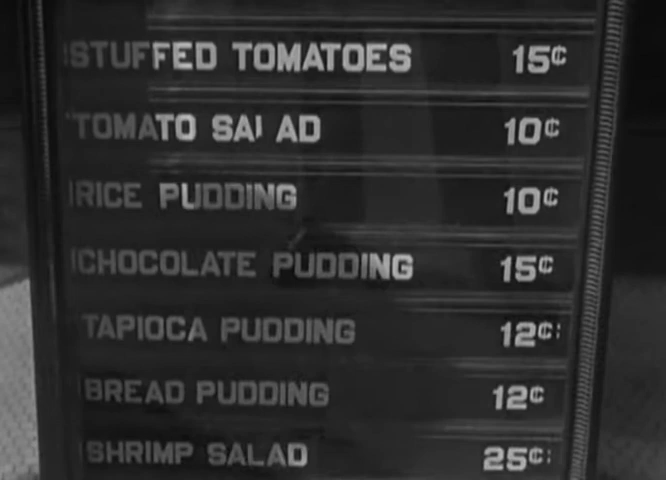 STUFFED TOMATOES 15¢
TOMATO SALAD 10¢
RICE PUDDING 10¢
CHOCOLATE PUDDING 15¢
TAPIOCA PUDDING 12¢
BREAD PUDDING 12¢
SHRIMP SALAD 25¢